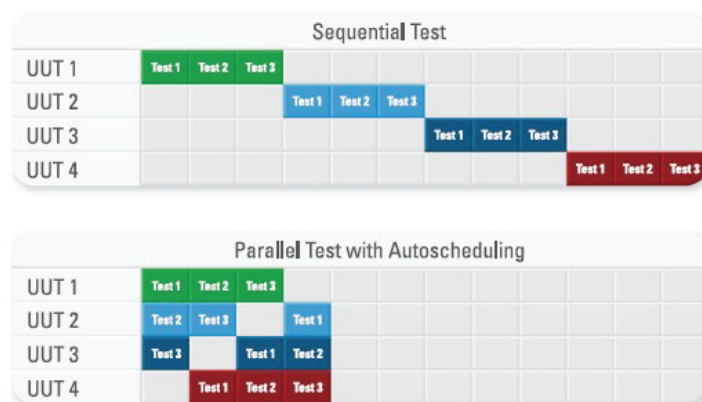 Sequential Test
UUT 1 Test 1 Test 2 Test 3
UUT 2 Test 1 Test 2 Test 3
UUT 3 Test 1 Test 2 Test 3
UUT 4 Test 1 Test 2 Test 3
Parallel Test with Autoscheduling
UUT 1 Test 1 Test 2 Test 3
UUT 2 Test 2 Test 3 Test 1
UUT 3 Test 3 Test 1 Test 2
UUT 4 Test 1 Test 2 Test 3